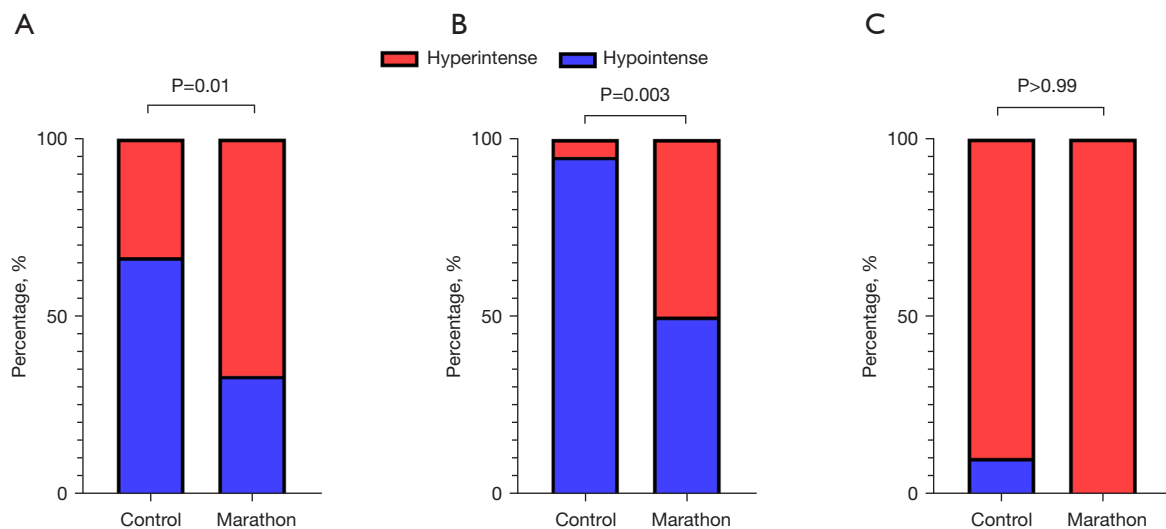 A
B
C
Hyperintense
Hypointense
P=0.01
P=0.003
P>0.99
Percentage, %
100
50
0
Control
Marathon
Percentage, %
100
50
0
Control
Marathon
Percentage, %
100
50
0
Control
Marathon